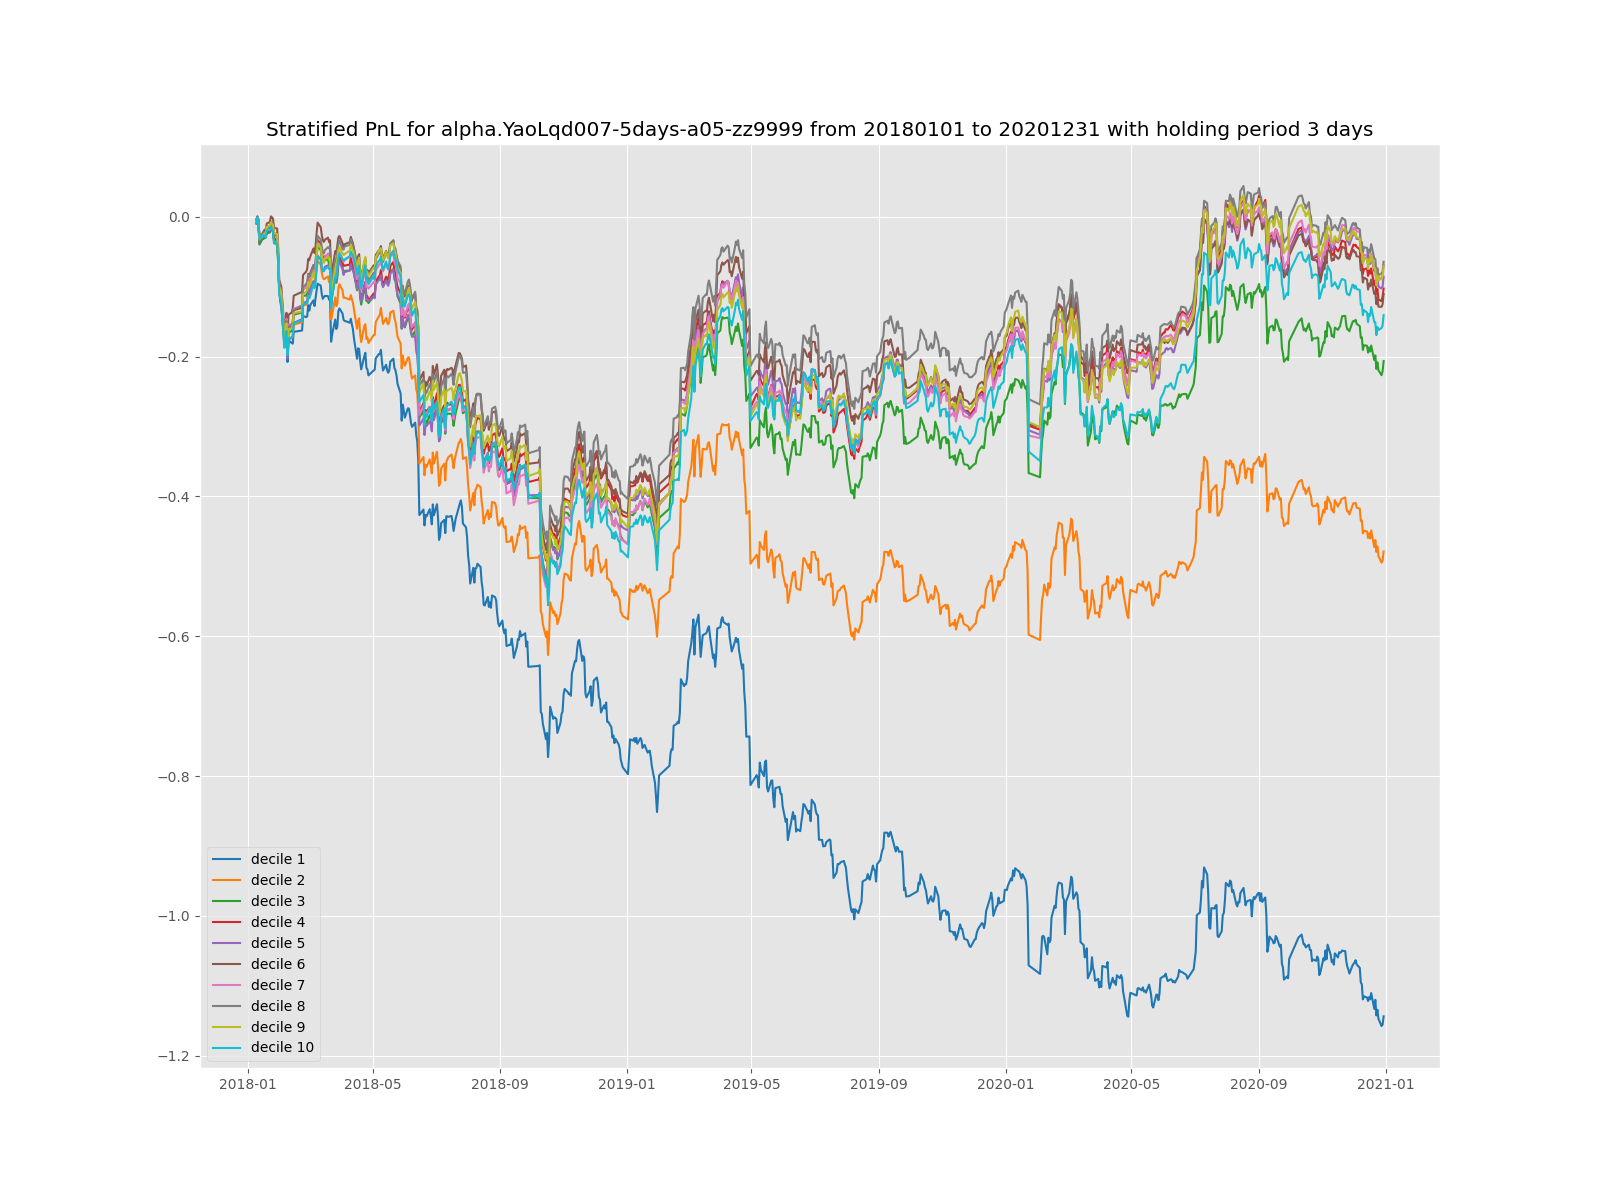 Stratified PnL for alpha.YaoLqd007-5days-a05-zz9999 from 20180101 to 20201231 with holding period 3 days
0.0
−0.2
−0.4
−0.6
−0.8
−1.0
−1.2
decile 1
decile 2
decile 3
decile 4
decile 5
decile 6
decile 7
decile 8
decile 9
decile 10
2018-01 2018-05 2018-09 2019-01 2019-05 2019-09 2020-01 2020-05 2020-09 2021-01